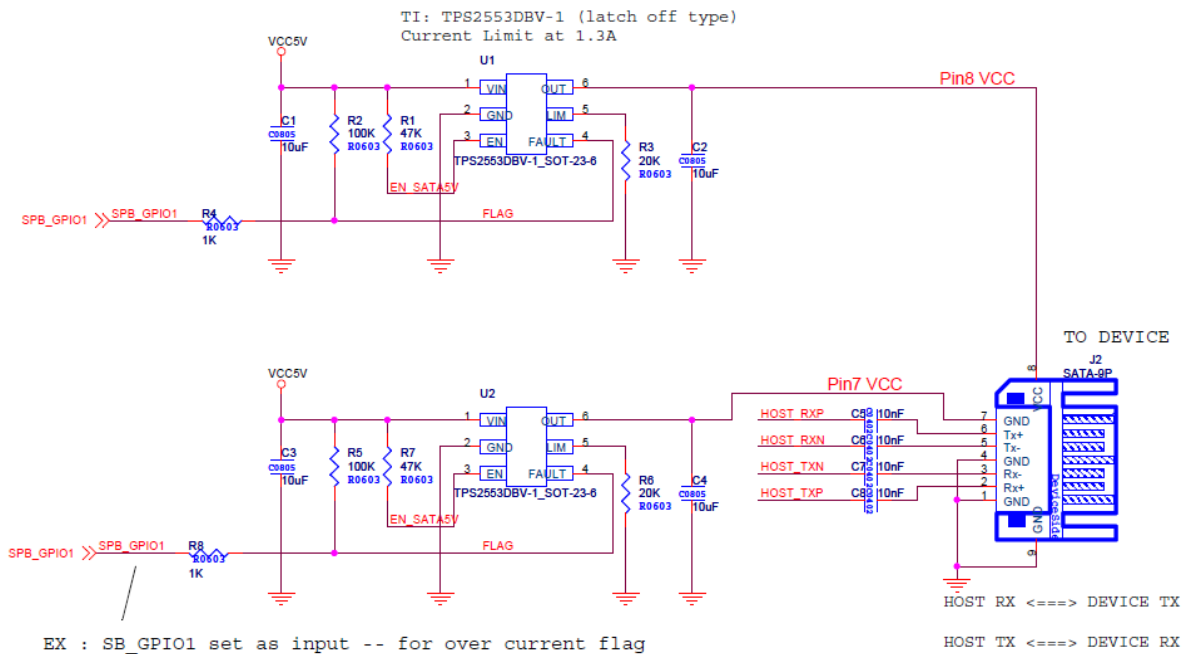 TI: TPS2553DBV-1 (latch off type)
Current Limit at 1.3A
VCC5V
U1
Pin8 VCC
1 VIN OUT 6
2 GND LIM 5
3 EN FAULT 4
TPS2553DBV-1_SOT-23-6
C1
C0805
10uF
R2
100K
R0603
R1
47K
R0603
R3
20K
R0603
C2
C0805
10uF
EN_SATA5V
FLAG
SPB_GPIO1
SPB_GPIO1
R4
R0603
1K
TO DEVICE
J2
SATA-9P
8
VCC
VCC5V
U2
Pin7 VCC
1 VIN OUT 6
2 GND LIM 5
3 EN FAULT 4
TPS2553DBV-1_SOT-23-6
C3
C0805
10uF
R5
100K
R0603
R7
47K
R0603
R6
20K
R0603
C4
C0805
10uF
EN_SATA5V
FLAG
SPB_GPIO1
SPB_GPIO1
R8
R0603
1K
HOST_RXP C5 10nF
HOST_RXN C6 10nF
HOST_TXN C7 10nF
HOST_TXP C8 10nF
7 GND
6 Tx+
5 Tx-
4 GND
3 Rx-
2 Rx+
1 GND
DeviceSide
GND
9
HOST RX <===> DEVICE TX
HOST TX <===> DEVICE RX
EX : SB_GPIO1 set as input -- for over current flag